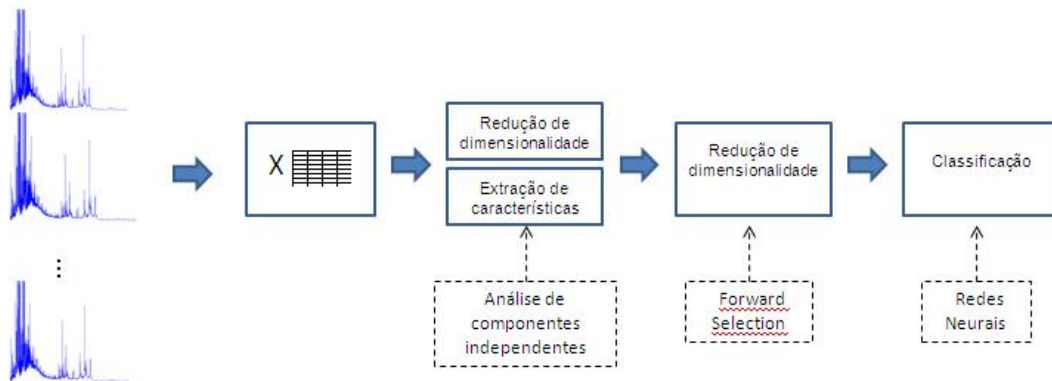 X
Redução de
dimensionalidade
Extração de
características
Redução de
dimensionalidade
Classificação
⋮
Análise de
componentes
independentes
Forward
Selection
Redes
Neurais